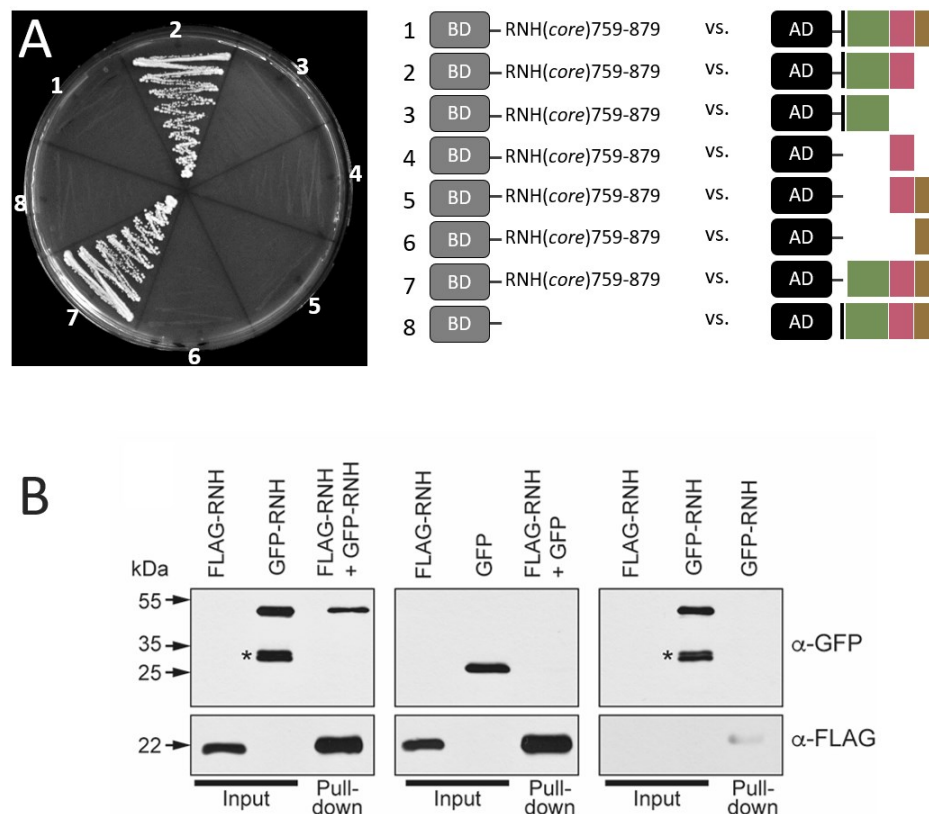 A
1
2
3
4
5
6
7
8
1 BD RNH(core)759-879 vs. AD
2 BD RNH(core)759-879 vs. AD
3 BD RNH(core)759-879 vs. AD
4 BD RNH(core)759-879 vs. AD
5 BD RNH(core)759-879 vs. AD
6 BD RNH(core)759-879 vs. AD
7 BD RNH(core)759-879 vs. AD
8 BD vs. AD
B
kDa
55
35
25
22
FLAG-RNH
GFP-RNH
FLAG-RNH
+ GFP-RNH
FLAG-RNH
GFP
FLAG-RNH
+ GFP
FLAG-RNH
GFP-RNH
GFP-RNH
*
*
α-GFP
α-FLAG
Input
Pull-
down
Input
Pull-
down
Input
Pull-
down